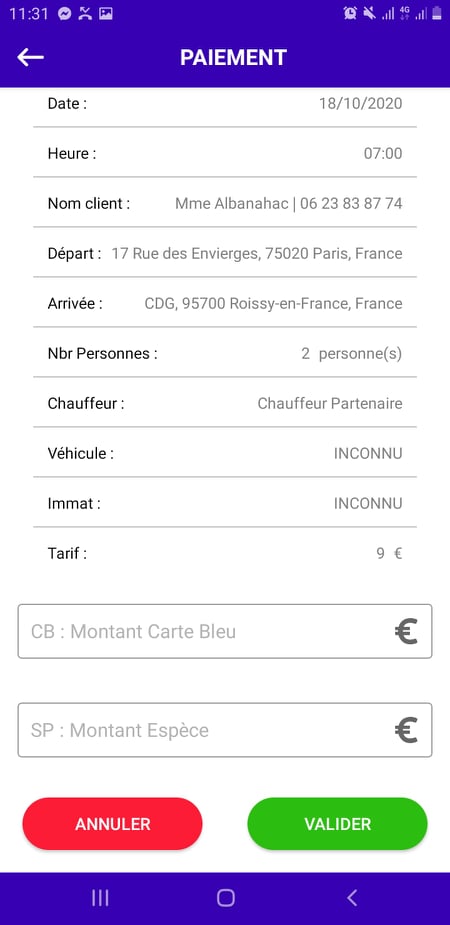 11:31 4G
PAIEMENT
Date : 18/10/2020
Heure : 07:00
Nom client : Mme Albanahac | 06 23 83 87 74
Départ : 17 Rue des Envierges, 75020 Paris, France
Arrivée : CDG, 95700 Roissy-en-France, France
Nbr Personnes : 2 personne(s)
Chauffeur : Chauffeur Partenaire
Véhicule : INCONNU
Immat : INCONNU
Tarif : 9 €
CB : Montant Carte Bleu €
SP : Montant Espèce €
ANNULER VALIDER